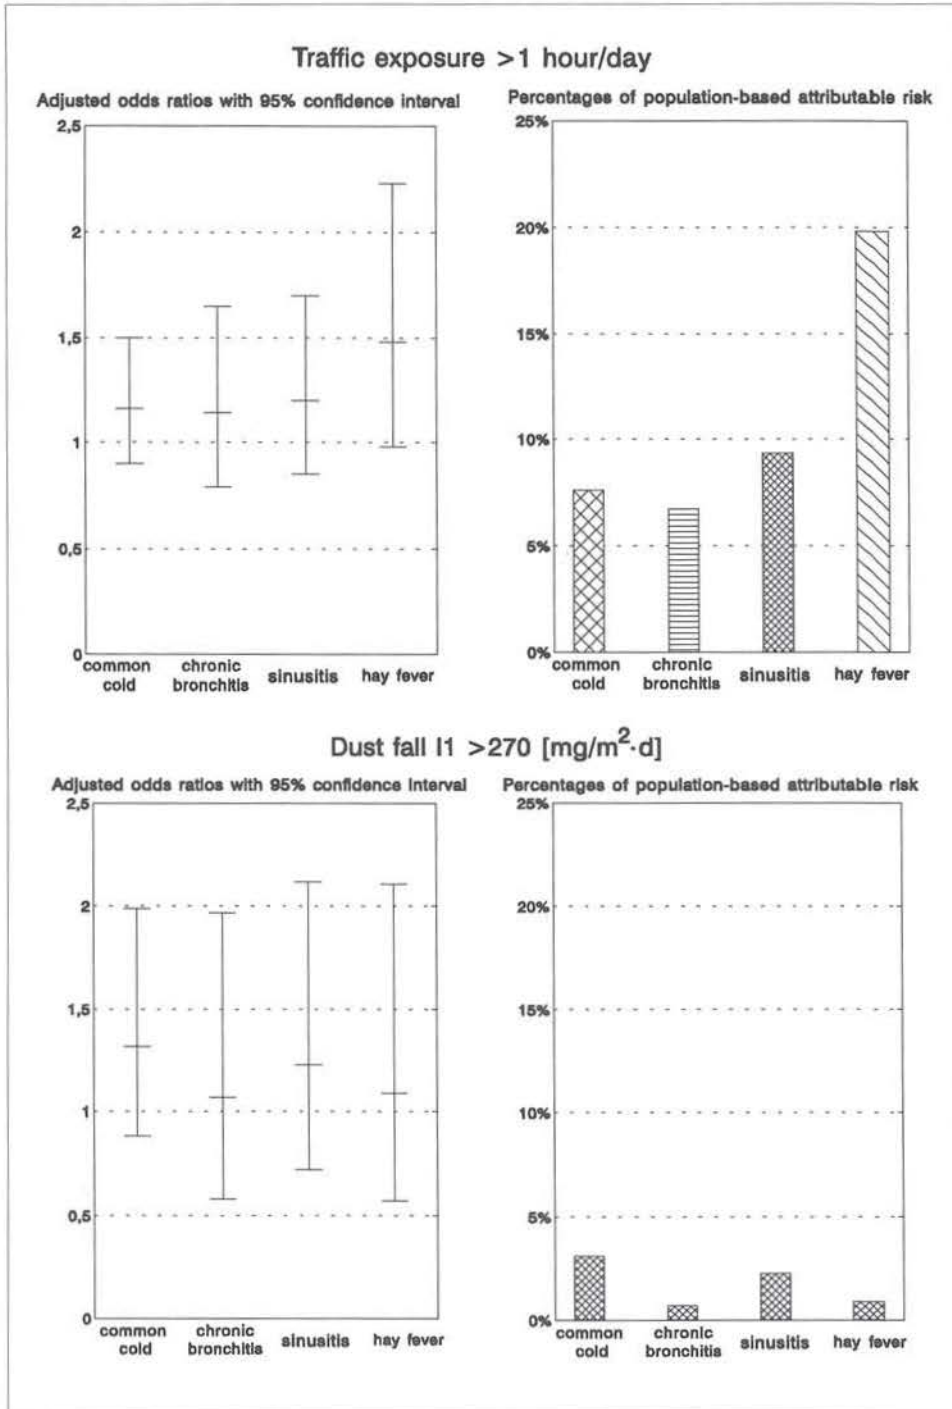 Traffic exposure >1 hour/day
Adjusted odds ratios with 95% confidence interval
2,5
2
1,5
1
0,5
0
common cold
chronic bronchitis
sinusitis
hay fever
Percentages of population-based attributable risk
25%
20%
15%
10%
5%
0%
common cold
chronic bronchitis
sinusitis
hay fever
Dust fall I1 >270 [mg/m²·d]
Adjusted odds ratios with 95% confidence interval
2,5
2
1,5
1
0,5
0
common cold
chronic bronchitis
sinusitis
hay fever
Percentages of population-based attributable risk
25%
20%
15%
10%
5%
0%
common cold
chronic bronchitis
sinusitis
hay fever